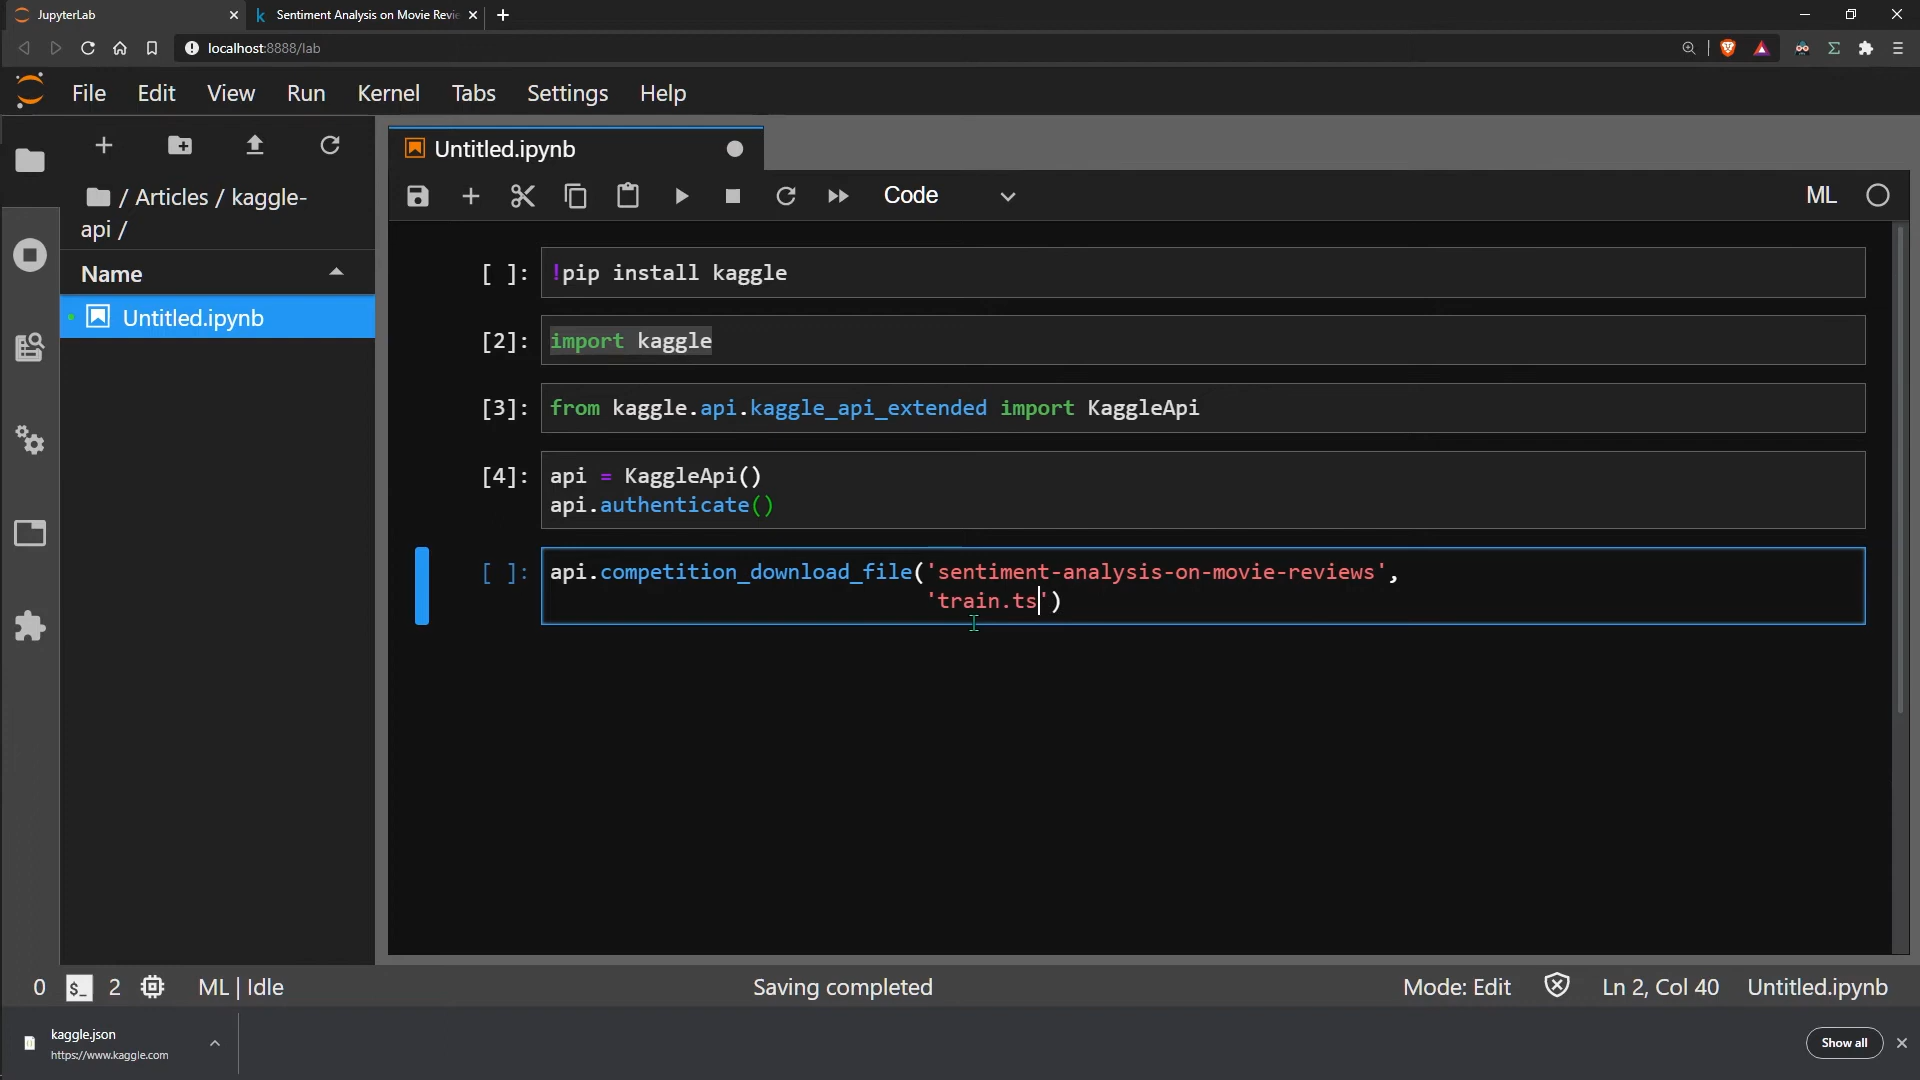 JupyterLab
Sentiment Analysis on Movie Revie
localhost:8888/lab
File Edit View Run Kernel Tabs Settings Help
Untitled.ipynb
Code
ML
/ Articles / kaggle-
api /
Name
Untitled.ipynb
[ ]: !pip install kaggle
[2]: import kaggle
[3]: from kaggle.api.kaggle_api_extended import KaggleApi
[4]: api = KaggleApi()
api.authenticate()
[ ]: api.competition_download_file('sentiment-analysis-on-movie-reviews',
'train.ts')
0 $_ 2 ML | Idle Saving completed Mode: Edit Ln 2, Col 40 Untitled.ipynb
kaggle.json
https://www.kaggle.com
Show all